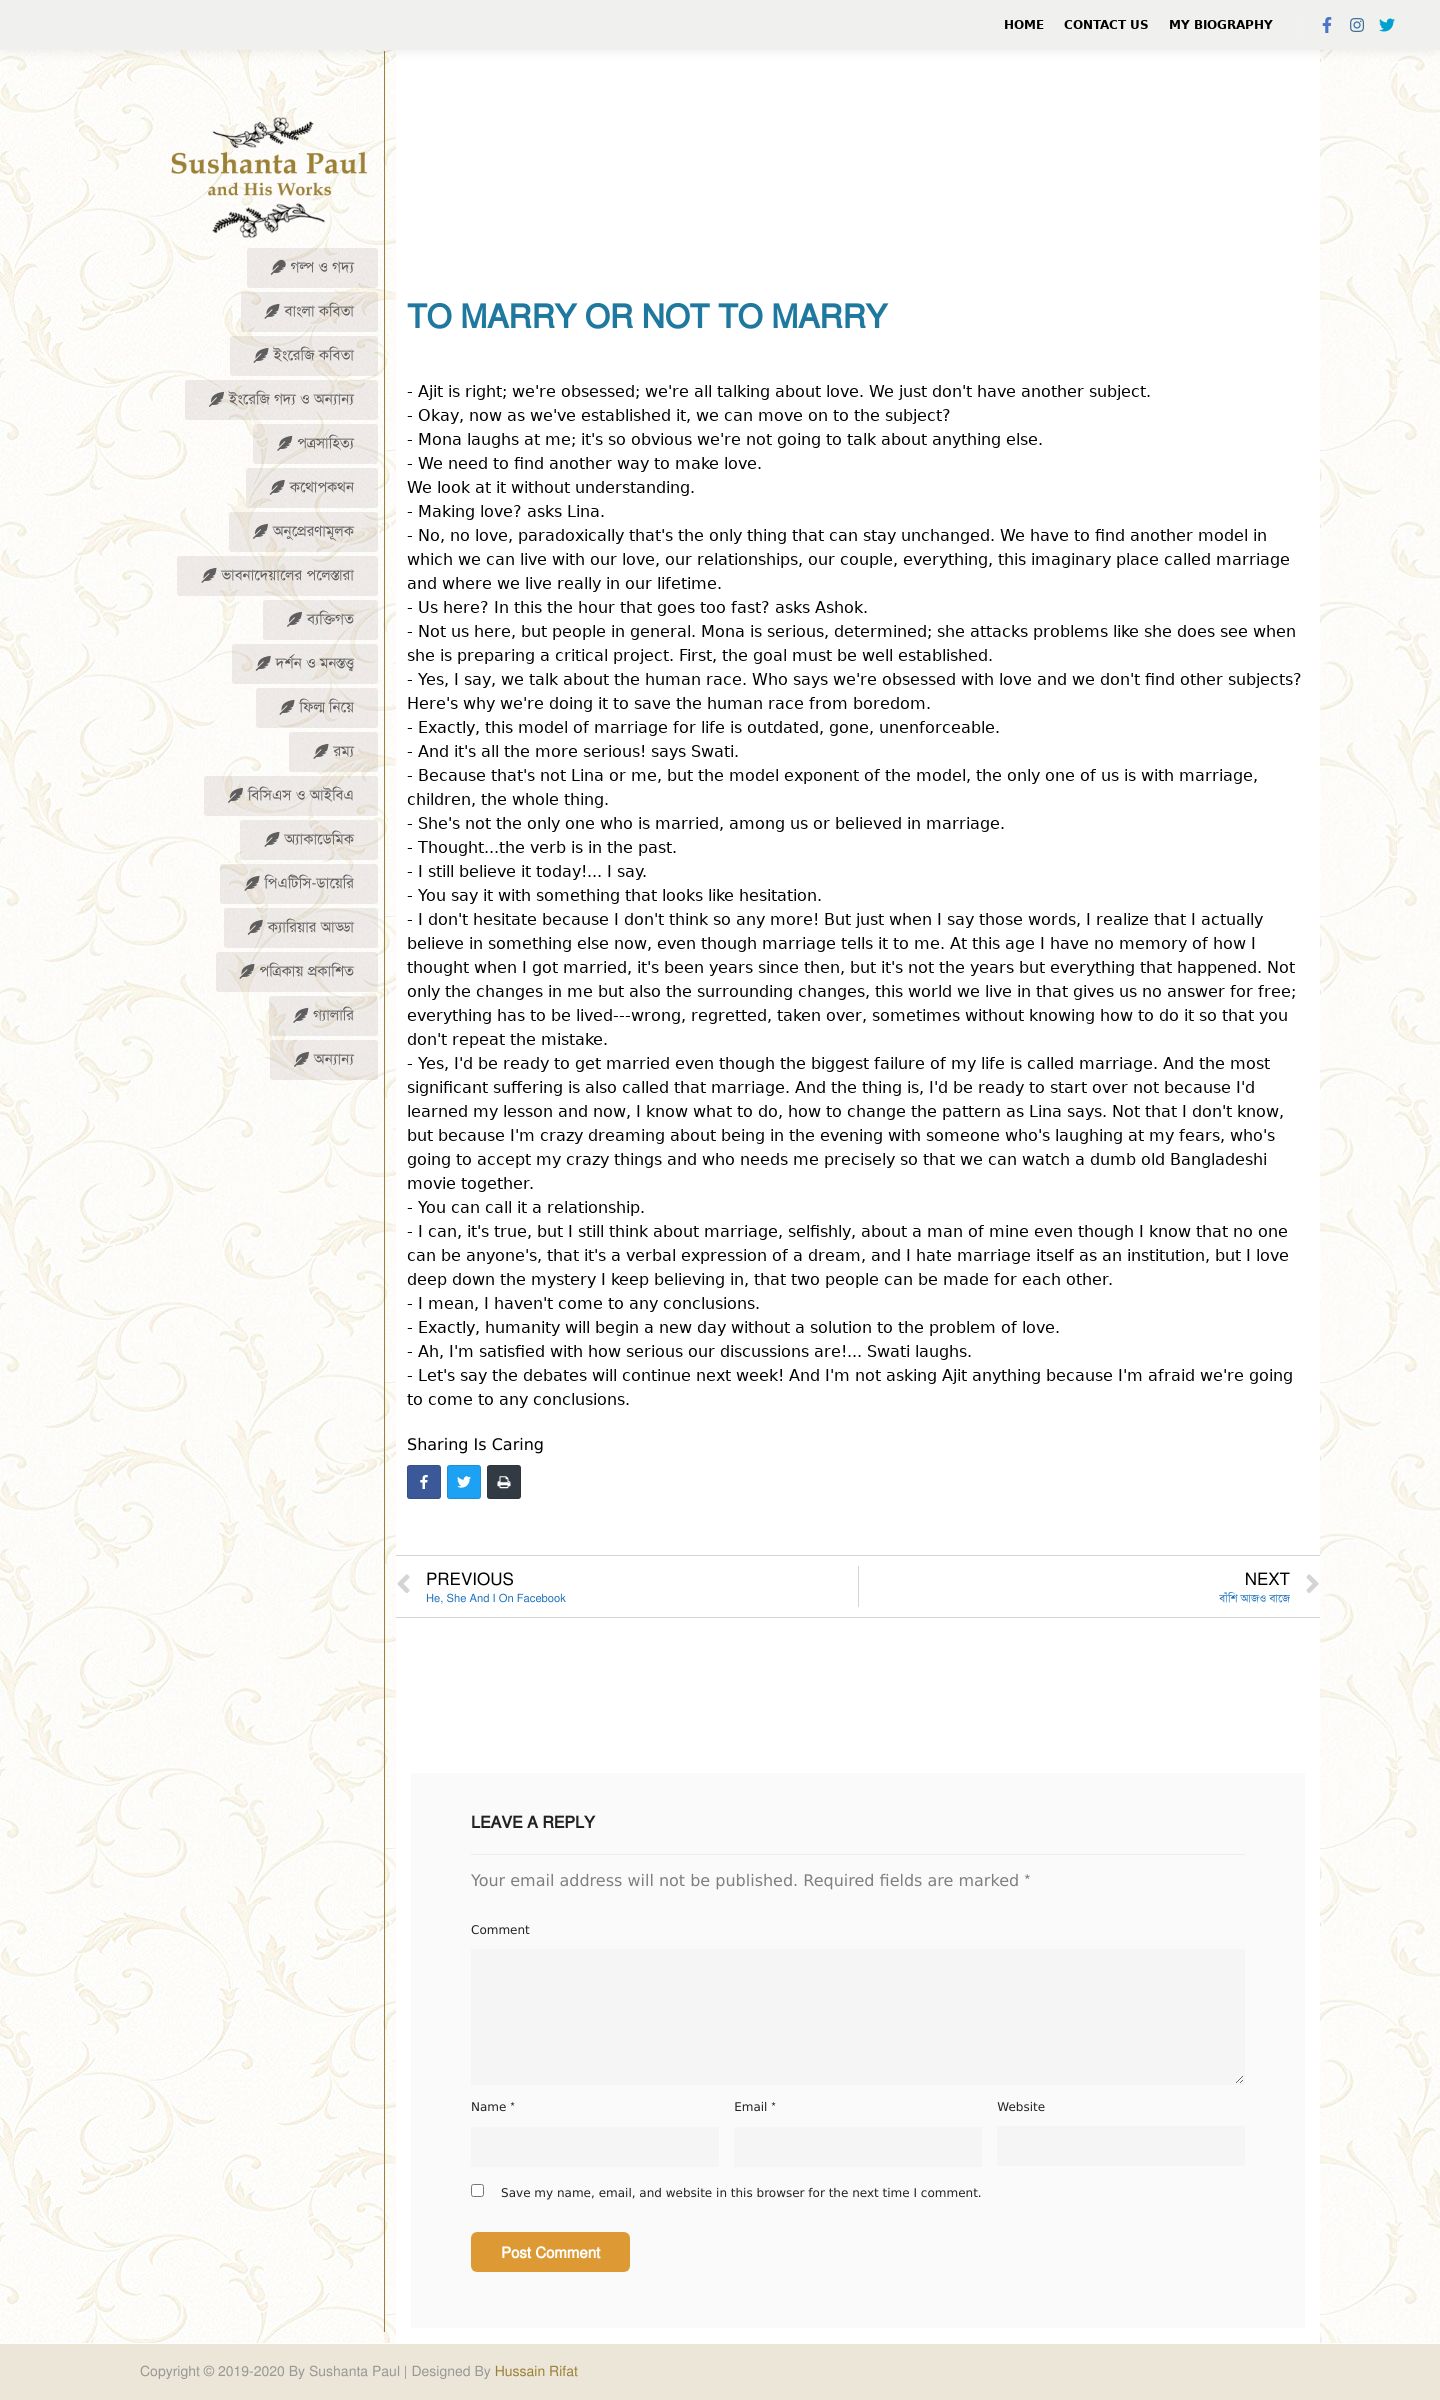 HOME CONTACT US MY BIOGRAPHY
Sushanta Paul
and His Works
গল্প ও গদ্য
বাংলা কবিতা
ইংরেজি কবিতা
ইংরেজি গদ্য ও অন্যান্য
পত্রসাহিত্য
কথোপকথন
অনুপ্রেরণামূলক
ভাবনাদেয়ালের পলেস্তারা
ব্যক্তিগত
দর্শন ও মনস্তত্ত্ব
ফিল্ম নিয়ে
রম্য
বিসিএস ও আইবিএ
অ্যাকাডেমিক
পিএটিসি-ডায়েরি
ক্যারিয়ার আড্ডা
পত্রিকায় প্রকাশিত
গ্যালারি
অন্যান্য
TO MARRY OR NOT TO MARRY
- Ajit is right; we're obsessed; we're all talking about love. We just don't have another subject.
- Okay, now as we've established it, we can move on to the subject?
- Mona laughs at me; it's so obvious we're not going to talk about anything else.
- We need to find another way to make love.
We look at it without understanding.
- Making love? asks Lina.
- No, no love, paradoxically that's the only thing that can stay unchanged. We have to find another model in
which we can live with our love, our relationships, our couple, everything, this imaginary place called marriage
and where we live really in our lifetime.
- Us here? In this the hour that goes too fast? asks Ashok.
- Not us here, but people in general. Mona is serious, determined; she attacks problems like she does see when
she is preparing a critical project. First, the goal must be well established.
- Yes, I say, we talk about the human race. Who says we're obsessed with love and we don't find other subjects?
Here's why we're doing it to save the human race from boredom.
- Exactly, this model of marriage for life is outdated, gone, unenforceable.
- And it's all the more serious! says Swati.
- Because that's not Lina or me, but the model exponent of the model, the only one of us is with marriage,
children, the whole thing.
- She's not the only one who is married, among us or believed in marriage.
- Thought...the verb is in the past.
- I still believe it today!... I say.
- You say it with something that looks like hesitation.
- I don't hesitate because I don't think so any more! But just when I say those words, I realize that I actually
believe in something else now, even though marriage tells it to me. At this age I have no memory of how I
thought when I got married, it's been years since then, but it's not the years but everything that happened. Not
only the changes in me but also the surrounding changes, this world we live in that gives us no answer for free;
everything has to be lived---wrong, regretted, taken over, sometimes without knowing how to do it so that you
don't repeat the mistake.
- Yes, I'd be ready to get married even though the biggest failure of my life is called marriage. And the most
significant suffering is also called that marriage. And the thing is, I'd be ready to start over not because I'd
learned my lesson and now, I know what to do, how to change the pattern as Lina says. Not that I don't know,
but because I'm crazy dreaming about being in the evening with someone who's laughing at my fears, who's
going to accept my crazy things and who needs me precisely so that we can watch a dumb old Bangladeshi
movie together.
- You can call it a relationship.
- I can, it's true, but I still think about marriage, selfishly, about a man of mine even though I know that no one
can be anyone's, that it's a verbal expression of a dream, and I hate marriage itself as an institution, but I love
deep down the mystery I keep believing in, that two people can be made for each other.
- I mean, I haven't come to any conclusions.
- Exactly, humanity will begin a new day without a solution to the problem of love.
- Ah, I'm satisfied with how serious our discussions are!... Swati laughs.
- Let's say the debates will continue next week! And I'm not asking Ajit anything because I'm afraid we're going
to come to any conclusions.
Sharing Is Caring
PREVIOUS
He, She And I On Facebook
NEXT
বাঁশি আজও বাজে
LEAVE A REPLY
Your email address will not be published. Required fields are marked *
Comment
Name * Email * Website
Save my name, email, and website in this browser for the next time I comment.
Post Comment
Copyright © 2019-2020 By Sushanta Paul | Designed By Hussain Rifat